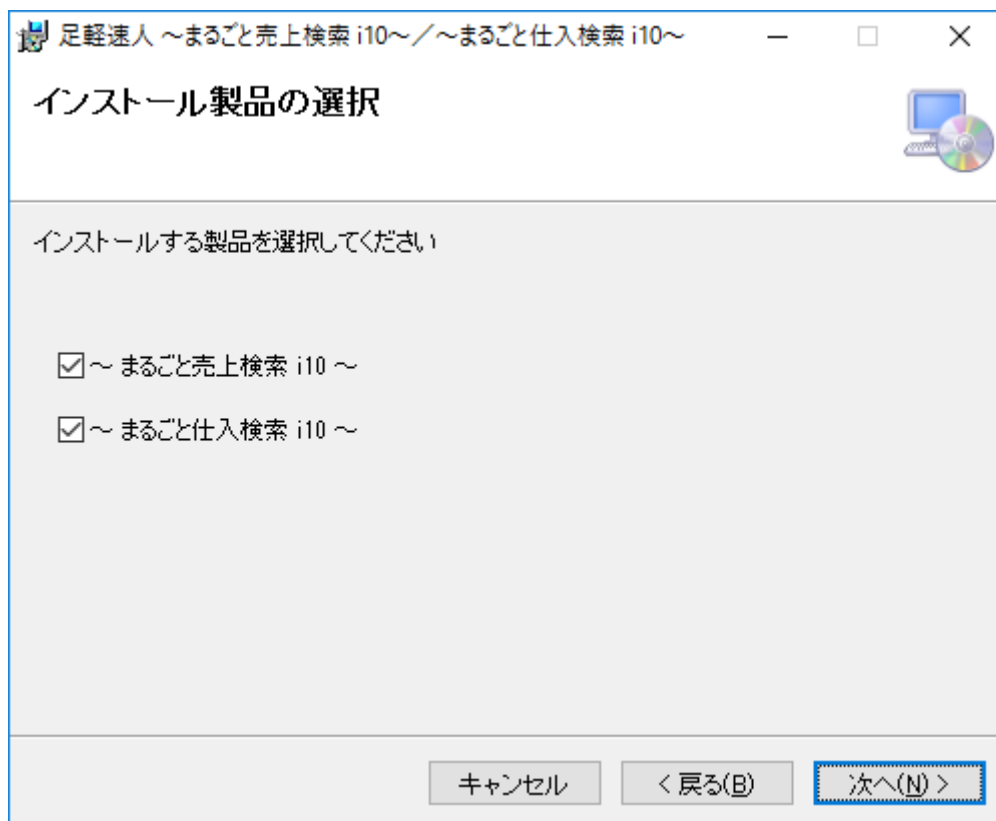 足軽速人 ～まるごと売上検索 i10～／～まるごと仕入検索 i10～
インストール製品の選択
インストールする製品を選択してください
～ まるごと売上検索 i10 ～
～ まるごと仕入検索 i10 ～
キャンセル
< 戻る(B)
次へ(N) >